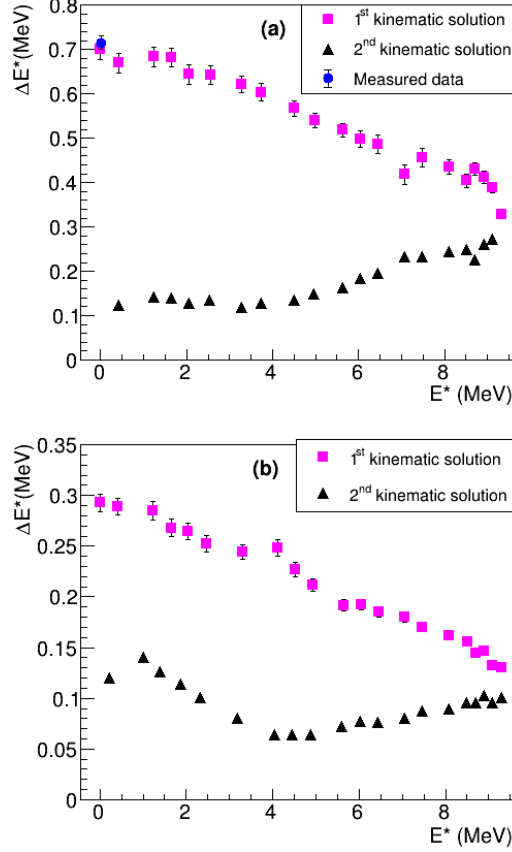 (a)
1st kinematic solution
2nd kinematic solution
Measured data
ΔE*(MeV)
0.7
0.6
0.5
0.4
0.3
0.2
0.1
0
0 2 4 6 8
E* (MeV)
(b)
1st kinematic solution
2nd kinematic solution
ΔE*(MeV)
0.35
0.3
0.25
0.2
0.15
0.1
0.05
0
0 2 4 6 8
E* (MeV)